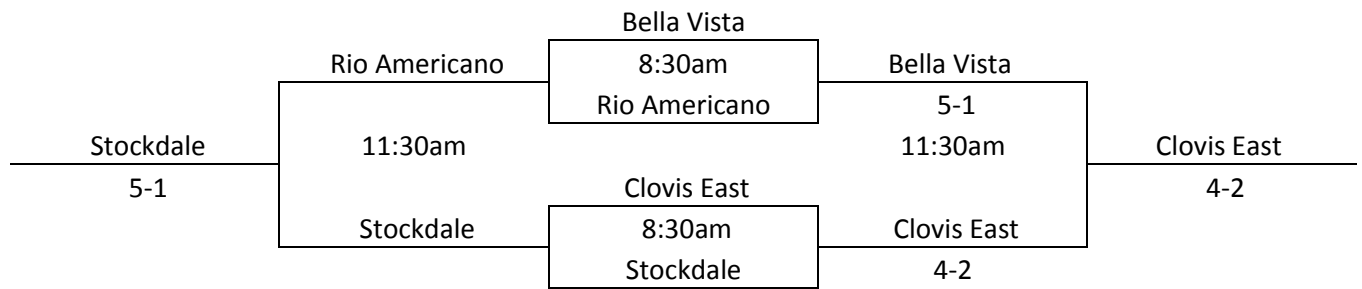 Bella Vista
Rio Americano 8:30am Bella Vista
Rio Americano 5-1
Stockdale 11:30am 11:30am Clovis East
5-1 Clovis East 4-2
Stockdale 8:30am Clovis East
Stockdale 4-2